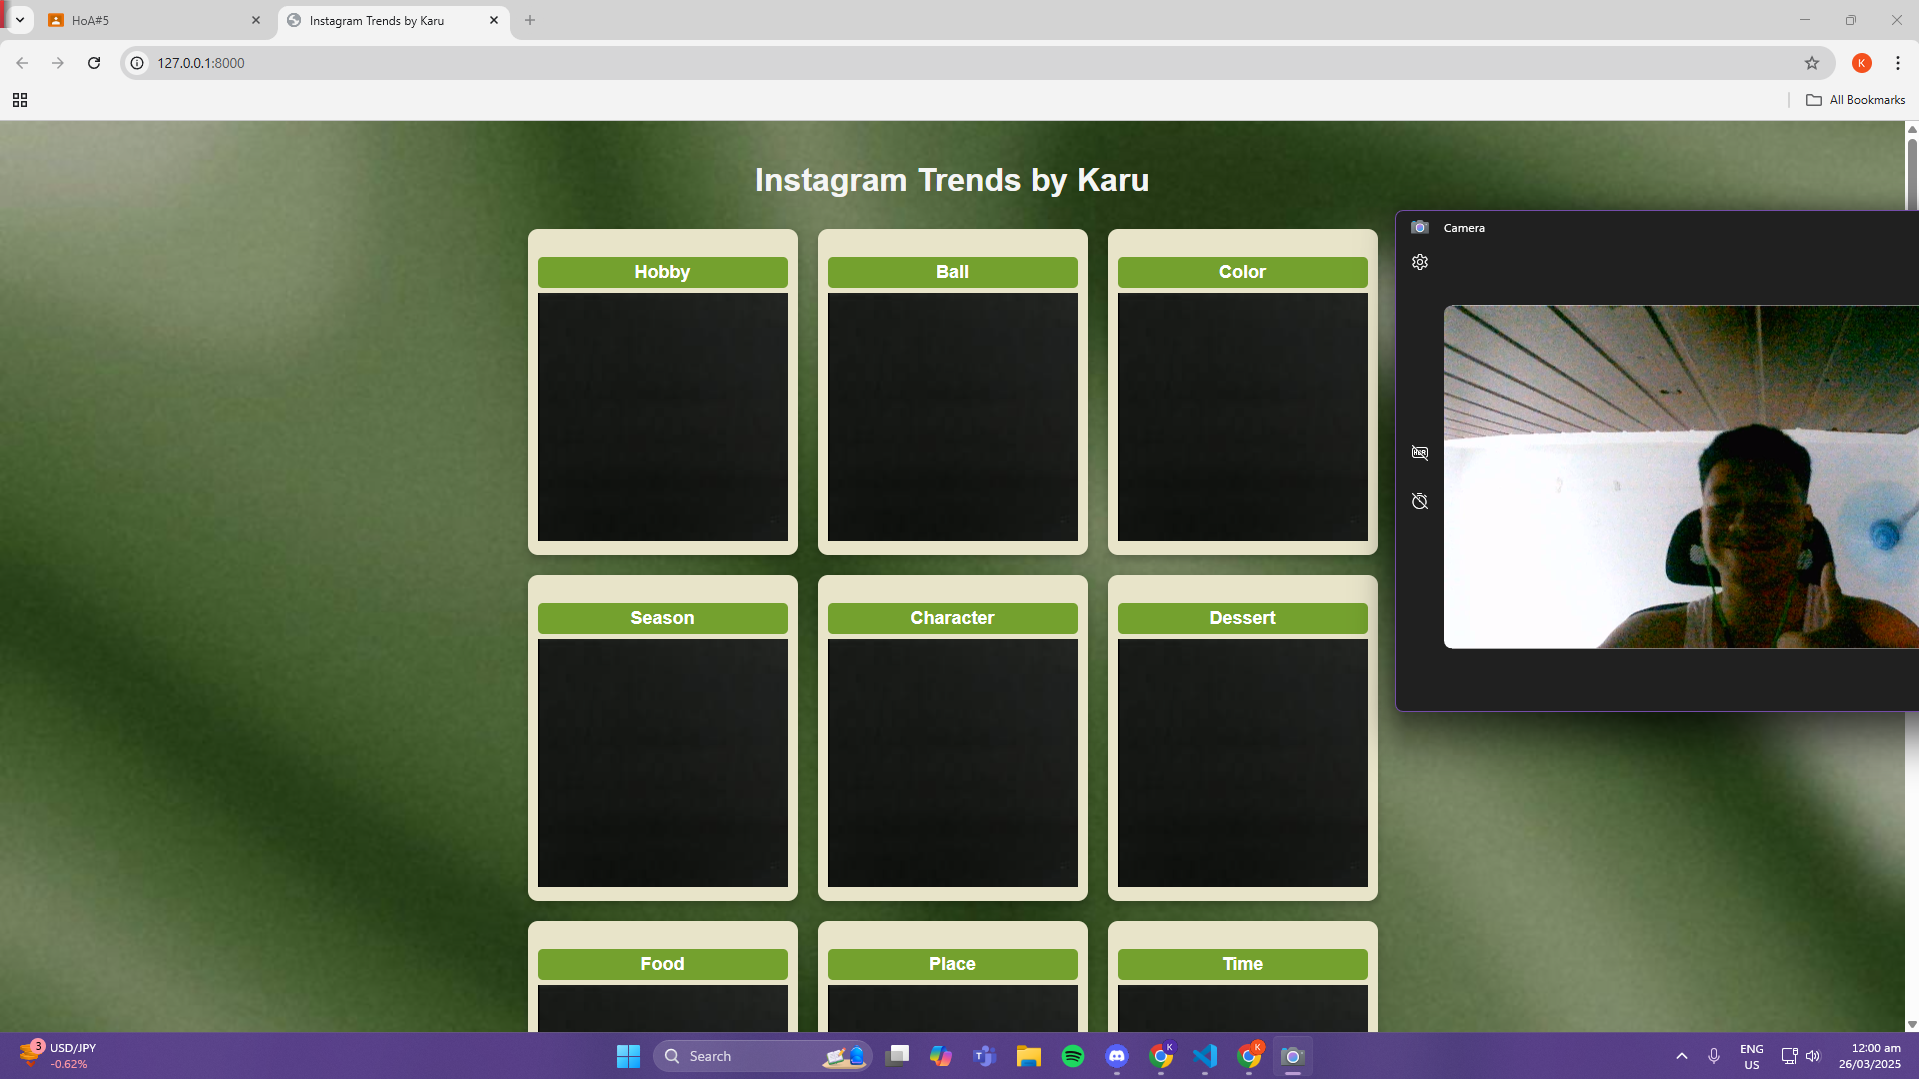 HoA#5
Instagram Trends by Karu
127.0.0.1:8000
K
All Bookmarks
Instagram Trends by Karu
Camera
Hobby
Ball
Color
HDR
Season
Character
Dessert
Food
Place
Time
3
USD/JPY
-0.62%
Search
K
K
ENG
US
12:00 am
26/03/2025